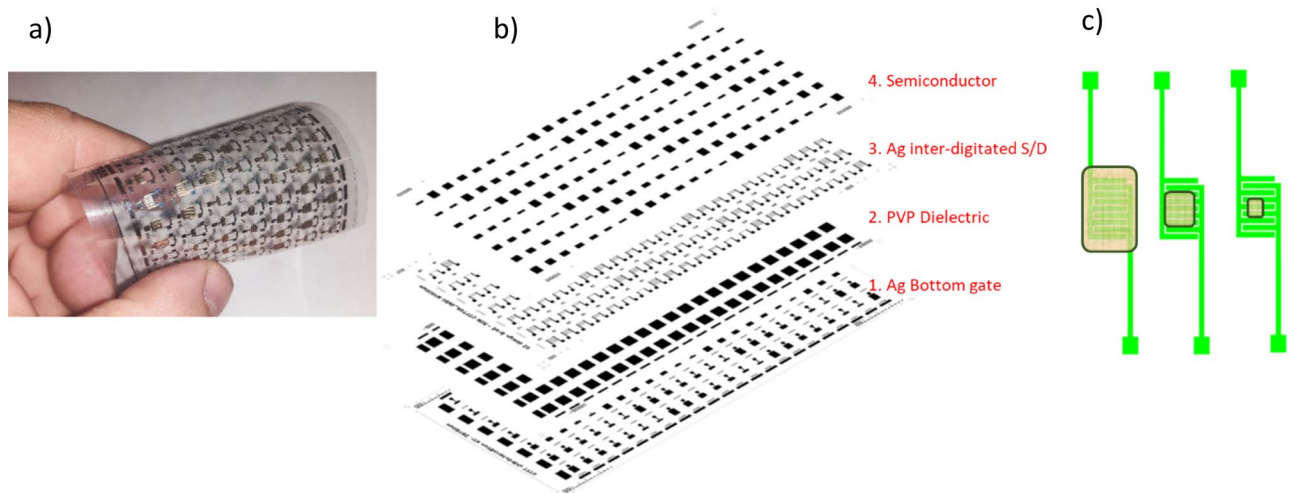 a)
b)
c)
4. Semiconductor
3. Ag inter-digitated S/D
2. PVP Dielectric
1. Ag Bottom gate